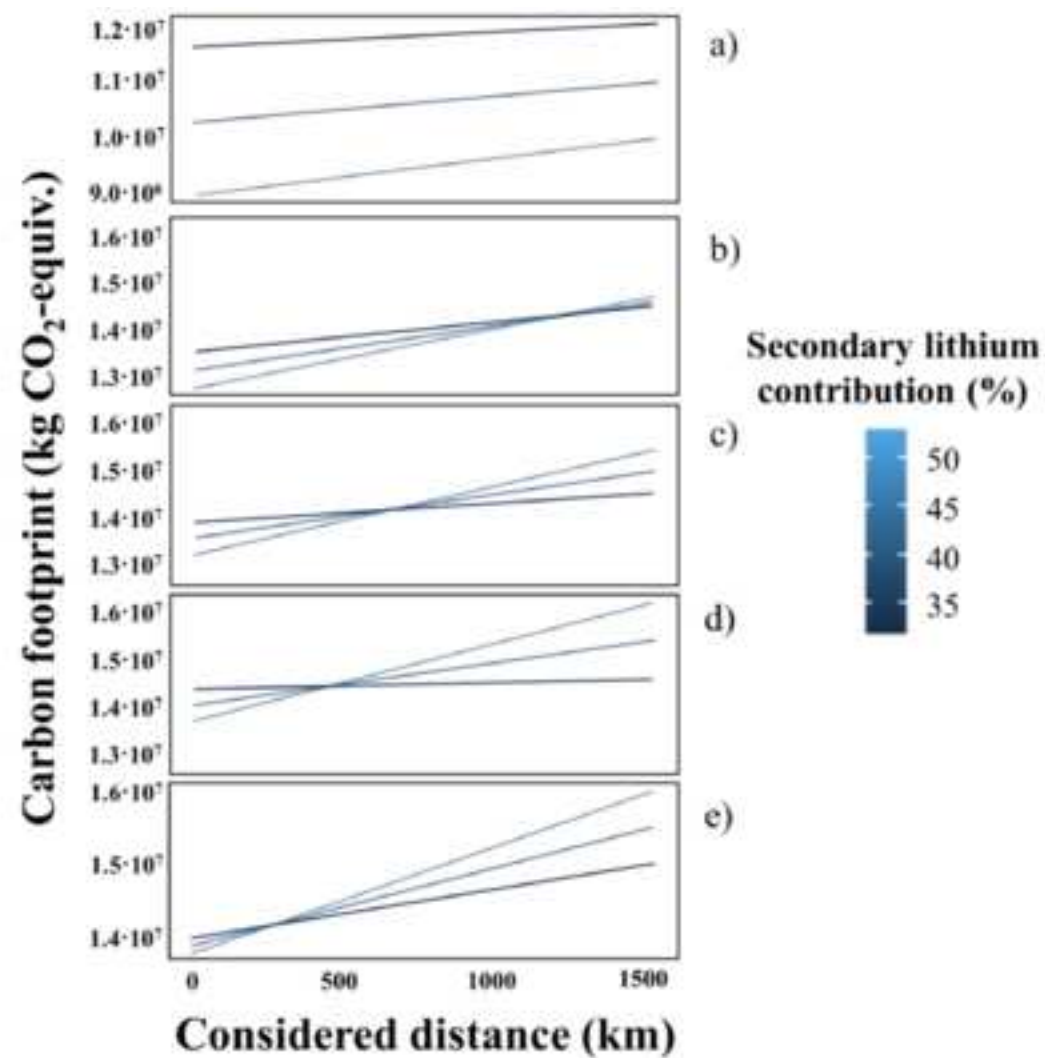 Carbon footprint (kg CO₂-equiv.)
1.2·10⁷
1.1·10⁷
1.0·10⁷
9.0·10⁶
a)
1.6·10⁷
1.5·10⁷
1.4·10⁷
1.3·10⁷
b)
1.6·10⁷
1.5·10⁷
1.4·10⁷
1.3·10⁷
c)
1.6·10⁷
1.5·10⁷
1.4·10⁷
1.3·10⁷
d)
1.6·10⁷
1.5·10⁷
1.4·10⁷
e)
0 500 1000 1500
Considered distance (km)
Secondary lithium
contribution (%)
50
45
40
35